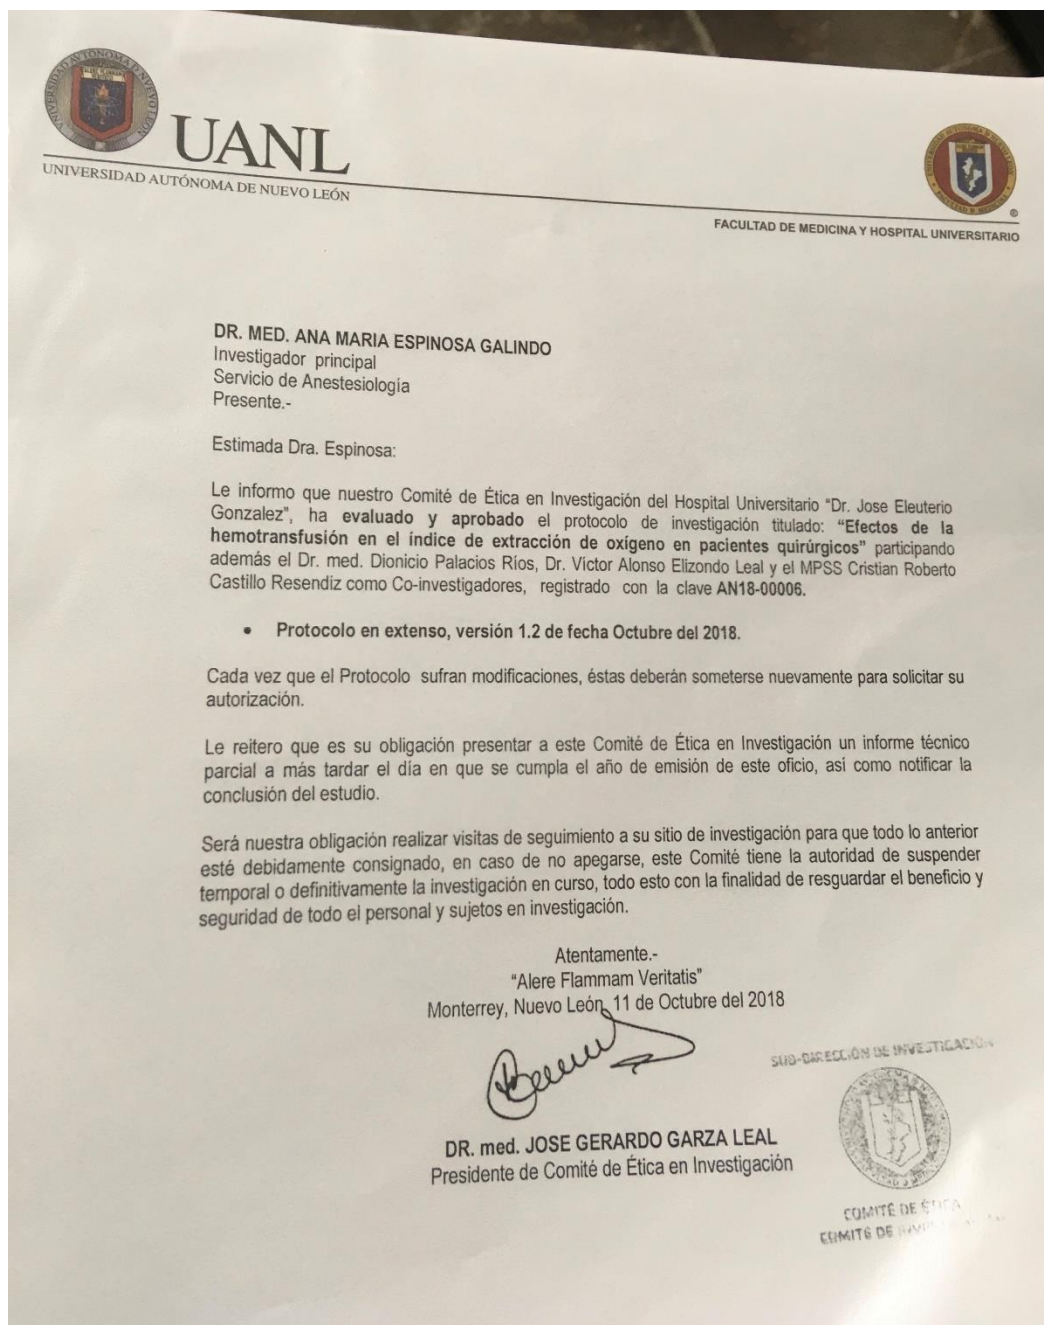 UANL
UNIVERSIDAD AUTÓNOMA DE NUEVO LEÓN
FACULTAD DE MEDICINA Y HOSPITAL UNIVERSITARIO
DR. MED. ANA MARIA ESPINOSA GALINDO
Investigador principal
Servicio de Anestesiología
Presente.-
Estimada Dra. Espinosa:
Le informo que nuestro Comité de Ética en Investigación del Hospital Universitario "Dr. Jose Eleuterio
Gonzalez", ha evaluado y aprobado el protocolo de investigación titulado: "Efectos de la
hemotransfusión en el índice de extracción de oxígeno en pacientes quirúrgicos" participando
además el Dr. med. Dionicio Palacios Ríos, Dr. Víctor Alonso Elizondo Leal y el MPSS Cristian Roberto
Castillo Resendiz como Co-investigadores, registrado con la clave AN18-00006.
• Protocolo en extenso, versión 1.2 de fecha Octubre del 2018.
Cada vez que el Protocolo sufran modificaciones, éstas deberán someterse nuevamente para solicitar su
autorización.
Le reitero que es su obligación presentar a este Comité de Ética en Investigación un informe técnico
parcial a más tardar el día en que se cumpla el año de emisión de este oficio, así como notificar la
conclusión del estudio.
Será nuestra obligación realizar visitas de seguimiento a su sitio de investigación para que todo lo anterior
esté debidamente consignado, en caso de no apegarse, este Comité tiene la autoridad de suspender
temporal o definitivamente la investigación en curso, todo esto con la finalidad de resguardar el beneficio y
seguridad de todo el personal y sujetos en investigación.
Atentamente.-
"Alere Flammam Veritatis"
Monterrey, Nuevo León, 11 de Octubre del 2018
SUB-DIRECCIÓN DE INVESTIGACIÓN
DR. med. JOSE GERARDO GARZA LEAL
Presidente de Comité de Ética en Investigación
COMITÉ DE ÉTICA
COMITÉ DE